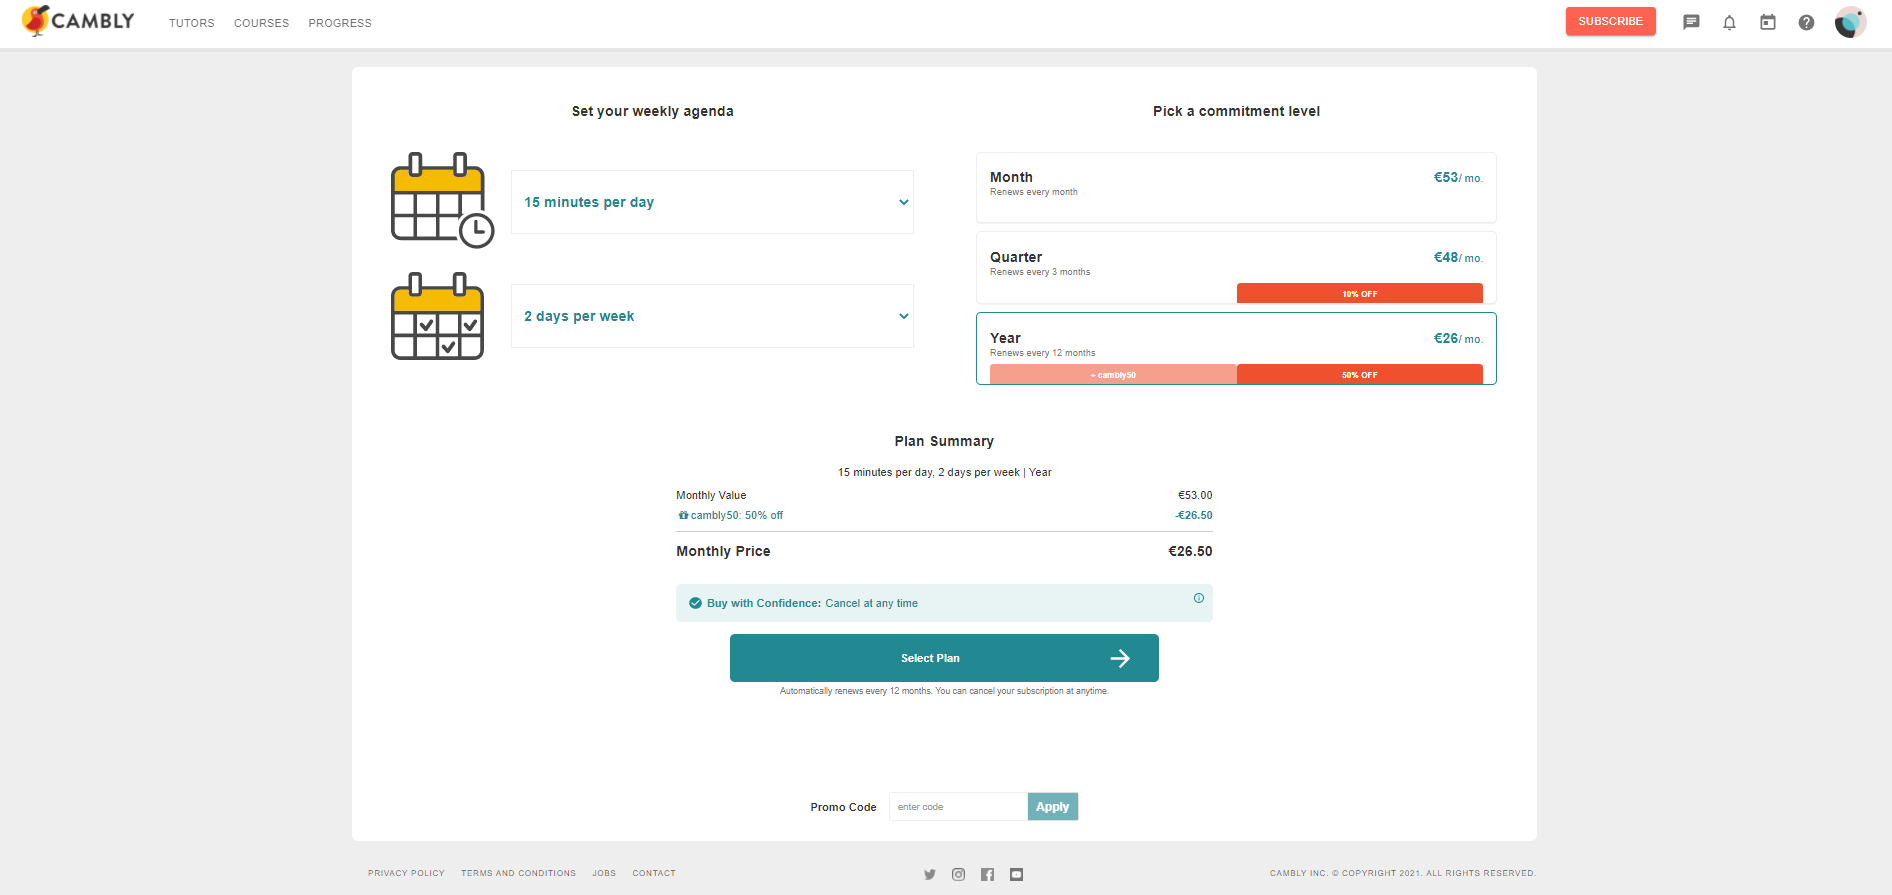 CAMBLY
TUTORS COURSES PROGRESS
SUBSCRIBE
Set your weekly agenda
15 minutes per day
2 days per week
Pick a commitment level
Month €53/ mo.
Renews every month
Quarter €48/ mo.
Renews every 3 months
10% OFF
Year €26/ mo.
Renews every 12 months
+ cambly50 50% OFF
Plan Summary
15 minutes per day, 2 days per week | Year
Monthly Value €53.00
cambly50: 50% off -€26.50
Monthly Price €26.50
Buy with Confidence: Cancel at any time
Select Plan
Automatically renews every 12 months. You can cancel your subscription at anytime.
Promo Code enter code Apply
PRIVACY POLICY TERMS AND CONDITIONS JOBS CONTACT
CAMBLY INC. © COPYRIGHT 2021. ALL RIGHTS RESERVED.